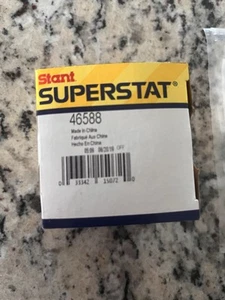 Stant
SUPERSTAT®
46588
Made In China
Fabriqué Aux Chine
Hecho En Chine